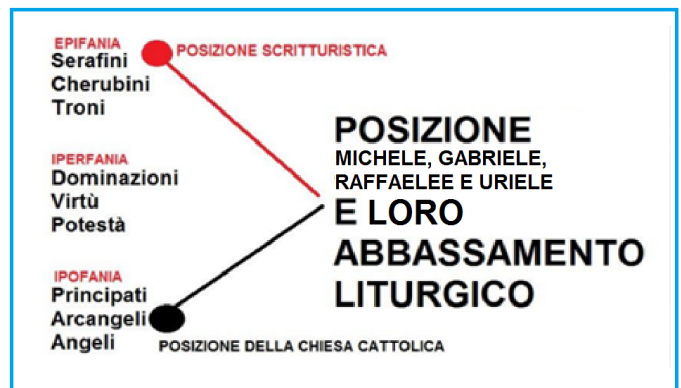 EPIFANIA
Serafini
Cherubini
Troni
POSIZIONE SCRITTURISTICA
IPERFANIA
Dominazioni
Virtù
Potestà
IPOFANIA
Principati
Arcangeli
Angeli
POSIZIONE DELLA CHIESA CATTOLICA
POSIZIONE
MICHELE, GABRIELE,
RAFFAELEE E URIELE
E LORO
ABBASSAMENTO
LITURGICO